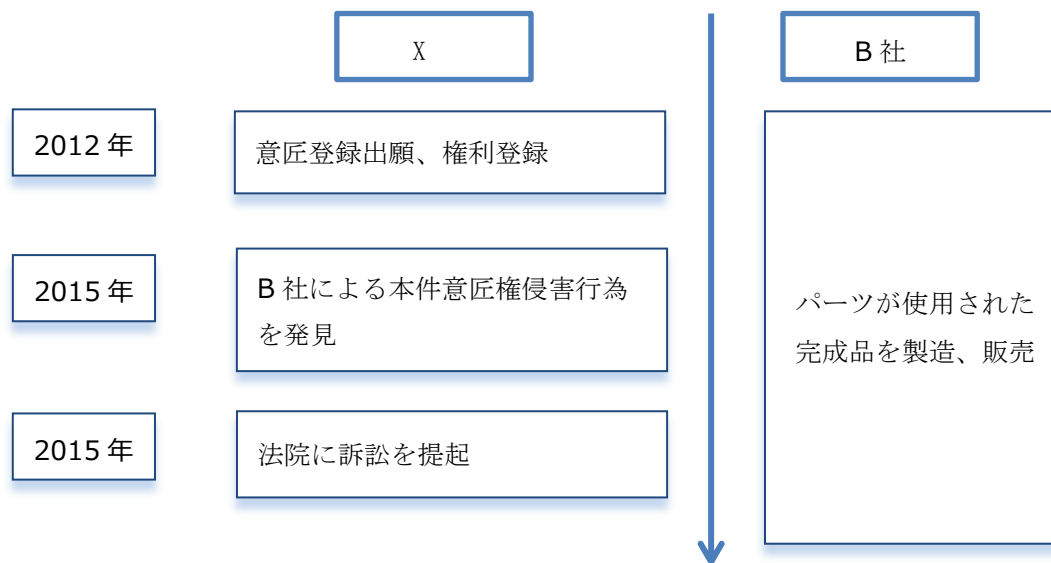 X
B 社
2012 年
意匠登録出願、権利登録
2015 年
B 社による本件意匠権侵害行為
を発見
パーツが使用された
完成品を製造、販売
2015 年
法院に訴訟を提起